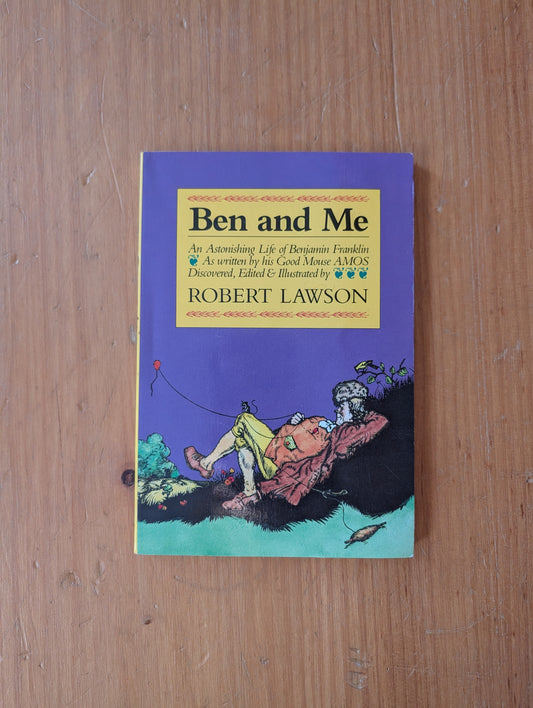 Ben and Me
An Astonishing Life of Benjamin Franklin
As written by his Good Mouse AMOS
Discovered, Edited & Illustrated by
ROBERT LAWSON